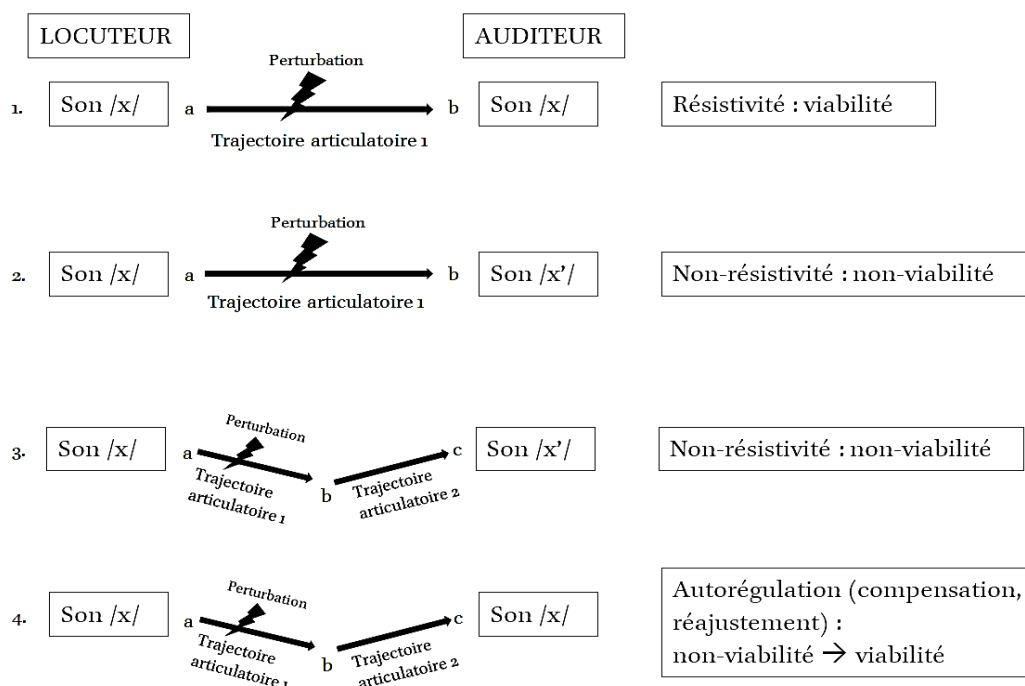 LOCUTEUR
AUDITEUR
Perturbation
1. Son /x/ a b Son /x/ Résistivité : viabilité
Trajectoire articulatoire 1
Perturbation
2. Son /x/ a b Son /x’/ Non-résistivité : non-viabilité
Trajectoire articulatoire 1
Perturbation
3. Son /x/ a c Son /x’/ Non-résistivité : non-viabilité
Trajectoire
articulatoire 1
b
Trajectoire
articulatoire 2
Perturbation
4. Son /x/ a c Son /x/
Trajectoire
articulatoire 1
b
Trajectoire
articulatoire 2
Autorégulation (compensation,
réajustement) :
non-viabilité → viabilité